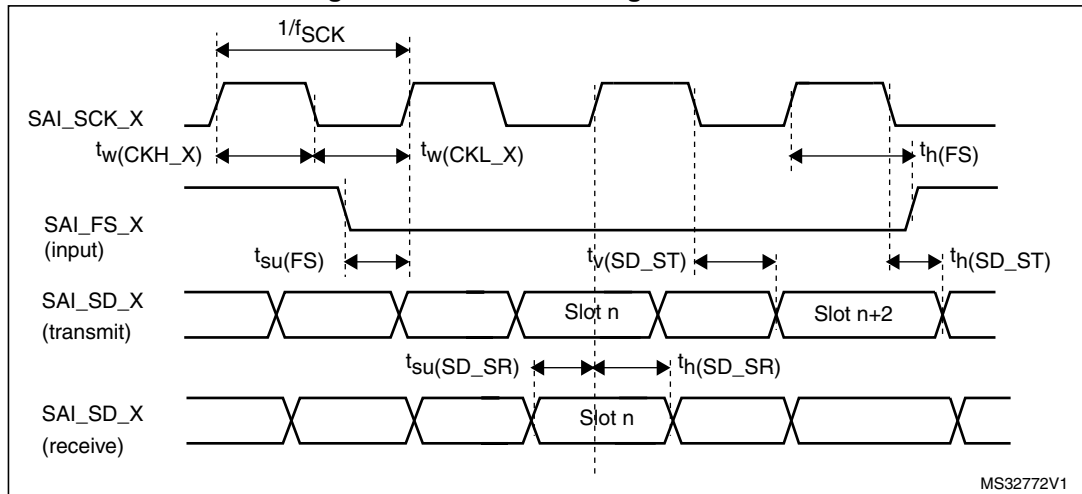 1/fSCK
SAI_SCK_X
tw(CKH_X)
tw(CKL_X)
th(FS)
SAI_FS_X
(input)
tsu(FS)
tv(SD_ST)
th(SD_ST)
SAI_SD_X
(transmit)
Slot n
Slot n+2
tsu(SD_SR)
th(SD_SR)
SAI_SD_X
(receive)
Slot n
MS32772V1